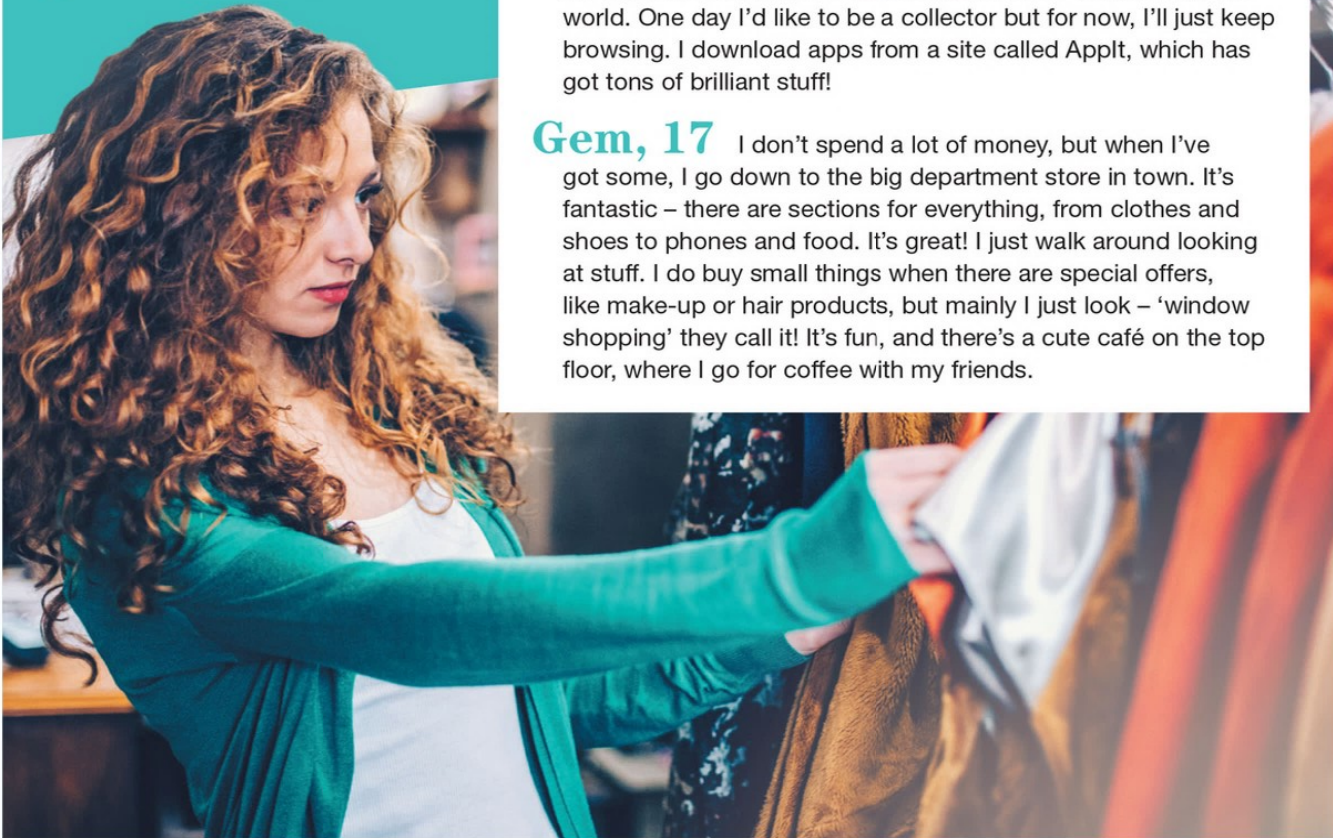 world. One day I’d like to be a collector but for now, I’ll just keep
browsing. I download apps from a site called AppIt, which has
got tons of brilliant stuff!
Gem, 17 I don’t spend a lot of money, but when I’ve
got some, I go down to the big department store in town. It’s
fantastic – there are sections for everything, from clothes and
shoes to phones and food. It’s great! I just walk around looking
at stuff. I do buy small things when there are special offers,
like make-up or hair products, but mainly I just look – ‘window
shopping’ they call it! It’s fun, and there’s a cute café on the top
floor, where I go for coffee with my friends.